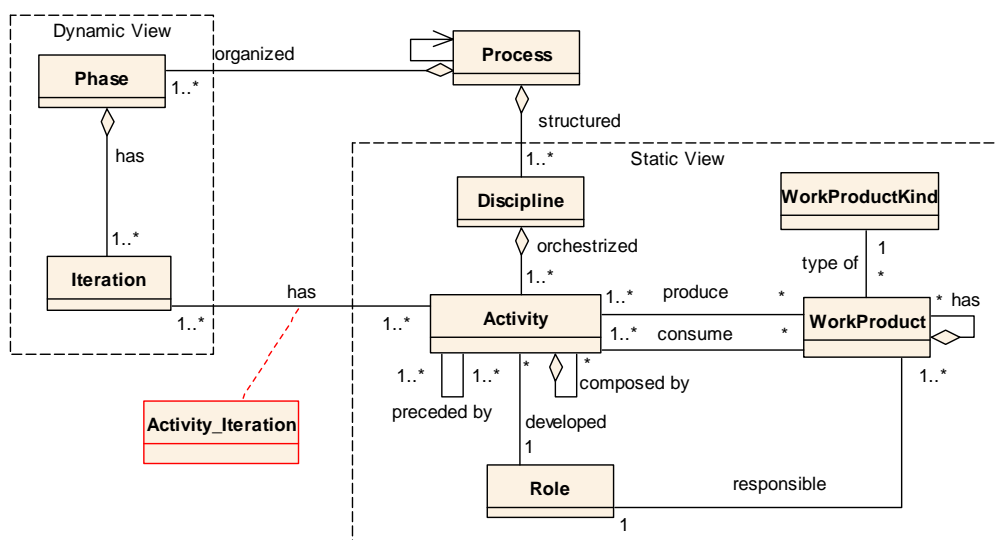 Dynamic View
Phase
organized
1..*
Process
has
structured
1..*
Static View
Discipline
WorkProductKind
orchestrized
1..*
1
type of
*
1..*
Iteration
has
1..*
1..*
Activity
1..*
produce
*
1..*
consume
*
WorkProduct
* has
1..*
1..*
1..*
preceded by
*
*
composed by
developed
1
Activity_Iteration
Role
responsible
1